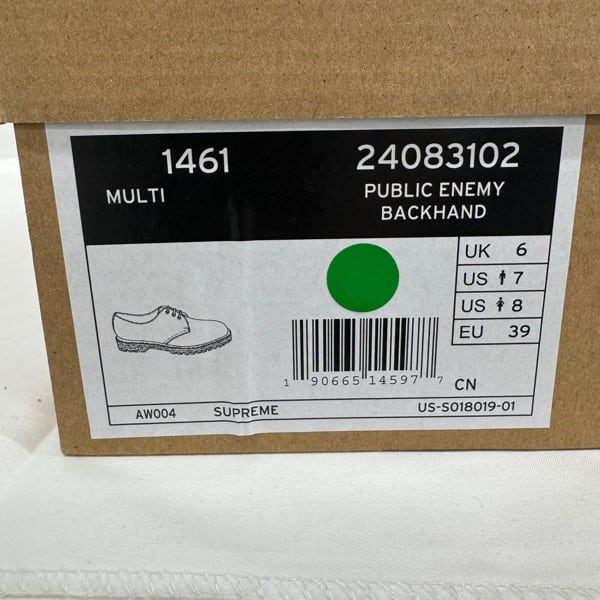 1461 24083102
MULTI PUBLIC ENEMY
BACKHAND
UK 6
US 7
US 8
EU 39
1 90665 14597 7 CN
AW004 SUPREME US-S018019-01